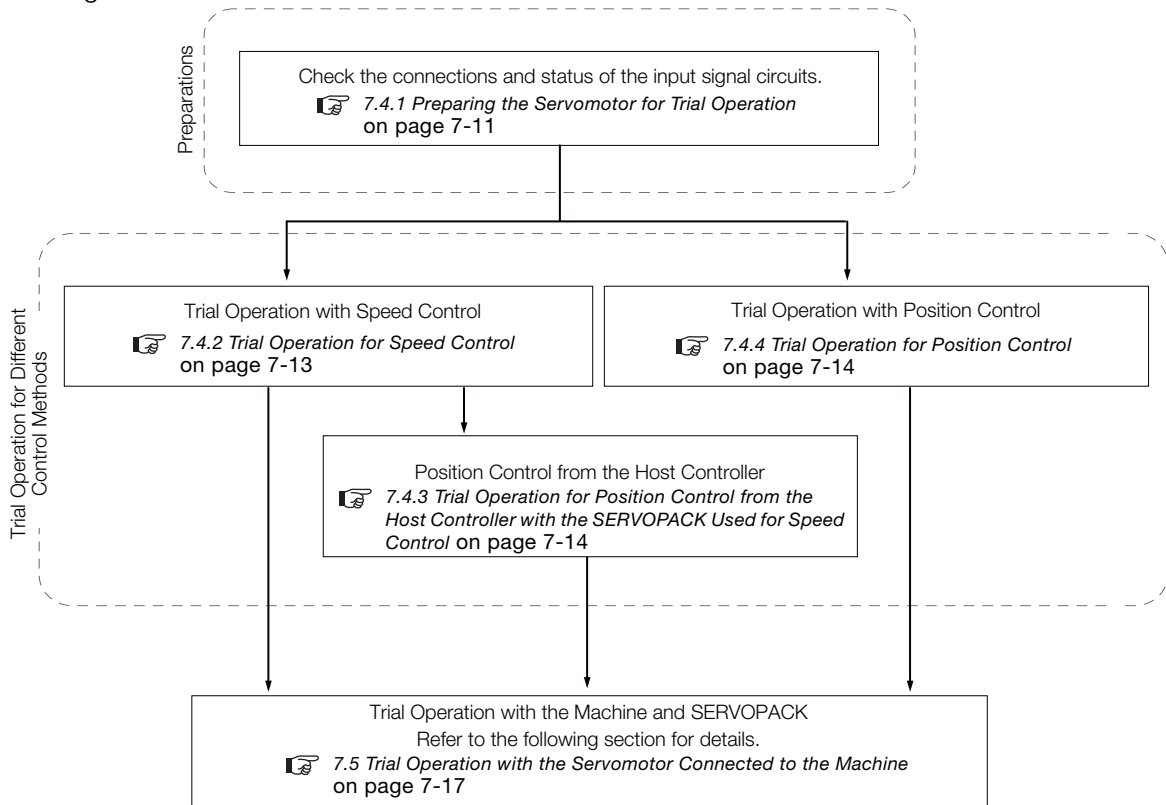 Preparations
Check the connections and status of the input signal circuits.
7.4.1 Preparing the Servomotor for Trial Operation
on page 7-11
Trial Operation for Different
Control Methods
Trial Operation with Speed Control
7.4.2 Trial Operation for Speed Control
on page 7-13
Trial Operation with Position Control
7.4.4 Trial Operation for Position Control
on page 7-14
Position Control from the Host Controller
7.4.3 Trial Operation for Position Control from the
Host Controller with the SERVOPACK Used for Speed
Control on page 7-14
Trial Operation with the Machine and SERVOPACK
Refer to the following section for details.
7.5 Trial Operation with the Servomotor Connected to the Machine
on page 7-17